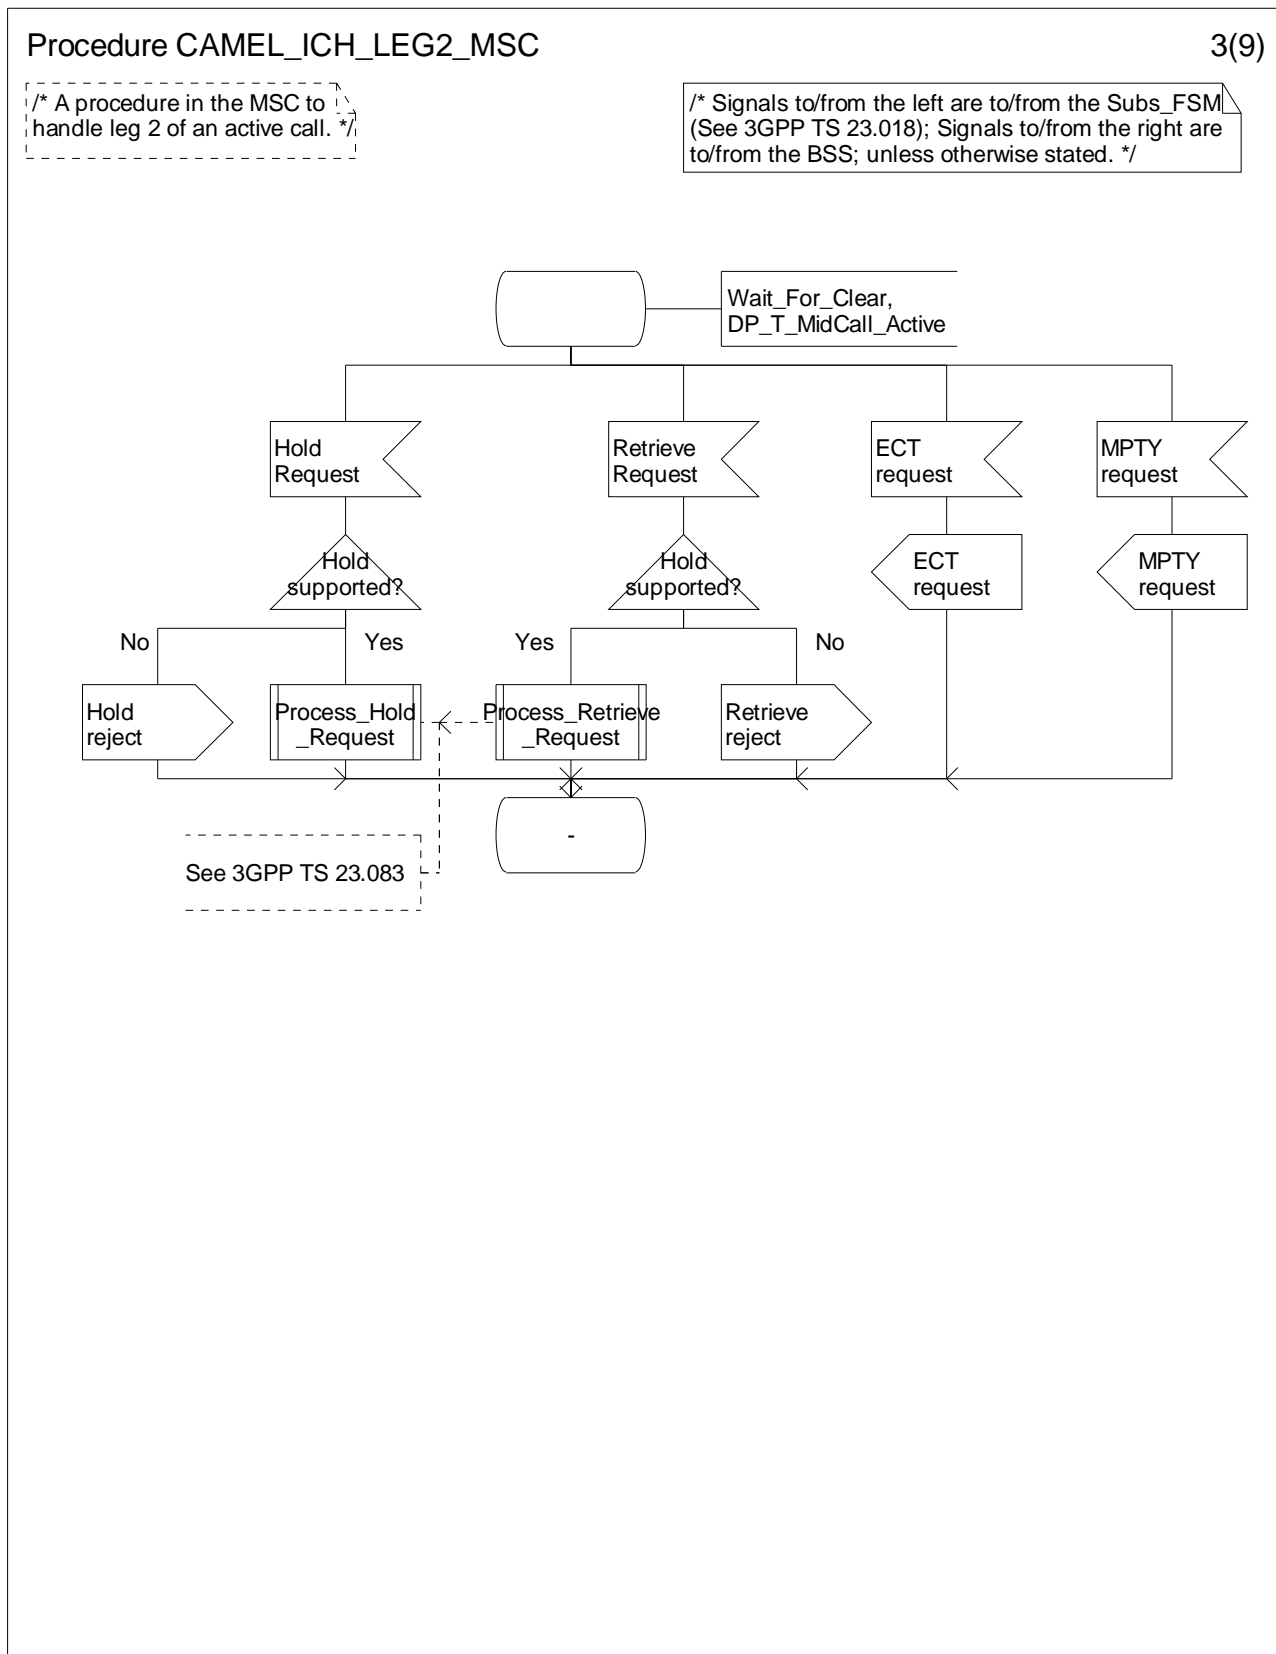 Procedure CAMEL_ICH_LEG2_MSC
3(9)
/* A procedure in the MSC to
handle leg 2 of an active call. */
/* Signals to/from the left are to/from the Subs_FSM
(See 3GPP TS 23.018); Signals to/from the right are
to/from the BSS; unless otherwise stated. */
Wait_For_Clear,
DP_T_MidCall_Active
Hold
Request
Retrieve
Request
ECT
request
MPTY
request
Hold
supported?
Hold
supported?
ECT
request
MPTY
request
No
Yes
Yes
No
Hold
reject
Process_Hold
_Request
Process_Retrieve
_Request
Retrieve
reject
-
See 3GPP TS 23.083